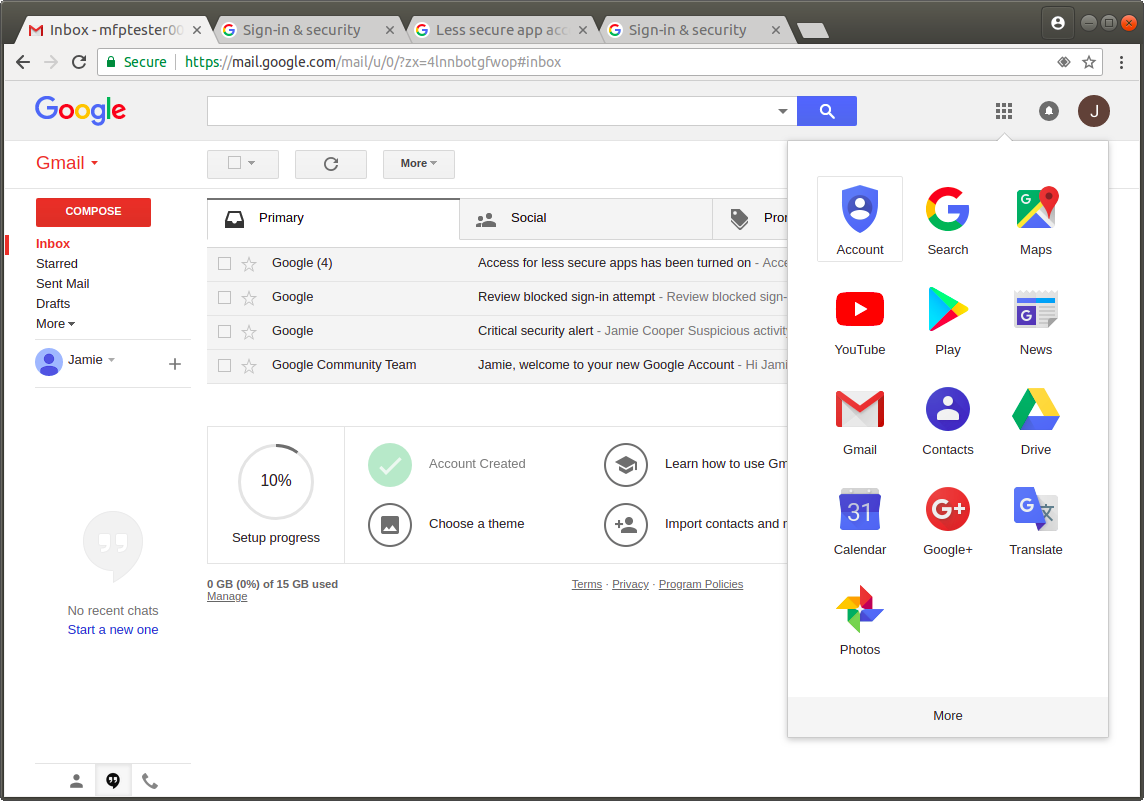 Inbox - mfptester00
Sign-in & security
Less secure app acc
Sign-in & security
Secure
https://mail.google.com/mail/u/0/?zx=4lnnbotgfwop#inbox
Google
J
Gmail
More
COMPOSE
Inbox
Starred
Sent Mail
Drafts
More
Jamie
No recent chats
Start a new one
Primary
Social
Pro
Google (4)
Access for less secure apps has been turned on - Acce
Google
Review blocked sign-in attempt - Review blocked sign-
Google
Critical security alert - Jamie Cooper Suspicious activity
Google Community Team
Jamie, welcome to your new Google Account - Hi Jami
10%
Setup progress
Account Created
Learn how to use Gm
Choose a theme
Import contacts and
0 GB (0%) of 15 GB used
Manage
Terms · Privacy · Program Policies
Account
Search
Maps
YouTube
Play
News
Gmail
Contacts
Drive
31
Calendar
G+
Google+
G
Translate
Photos
More